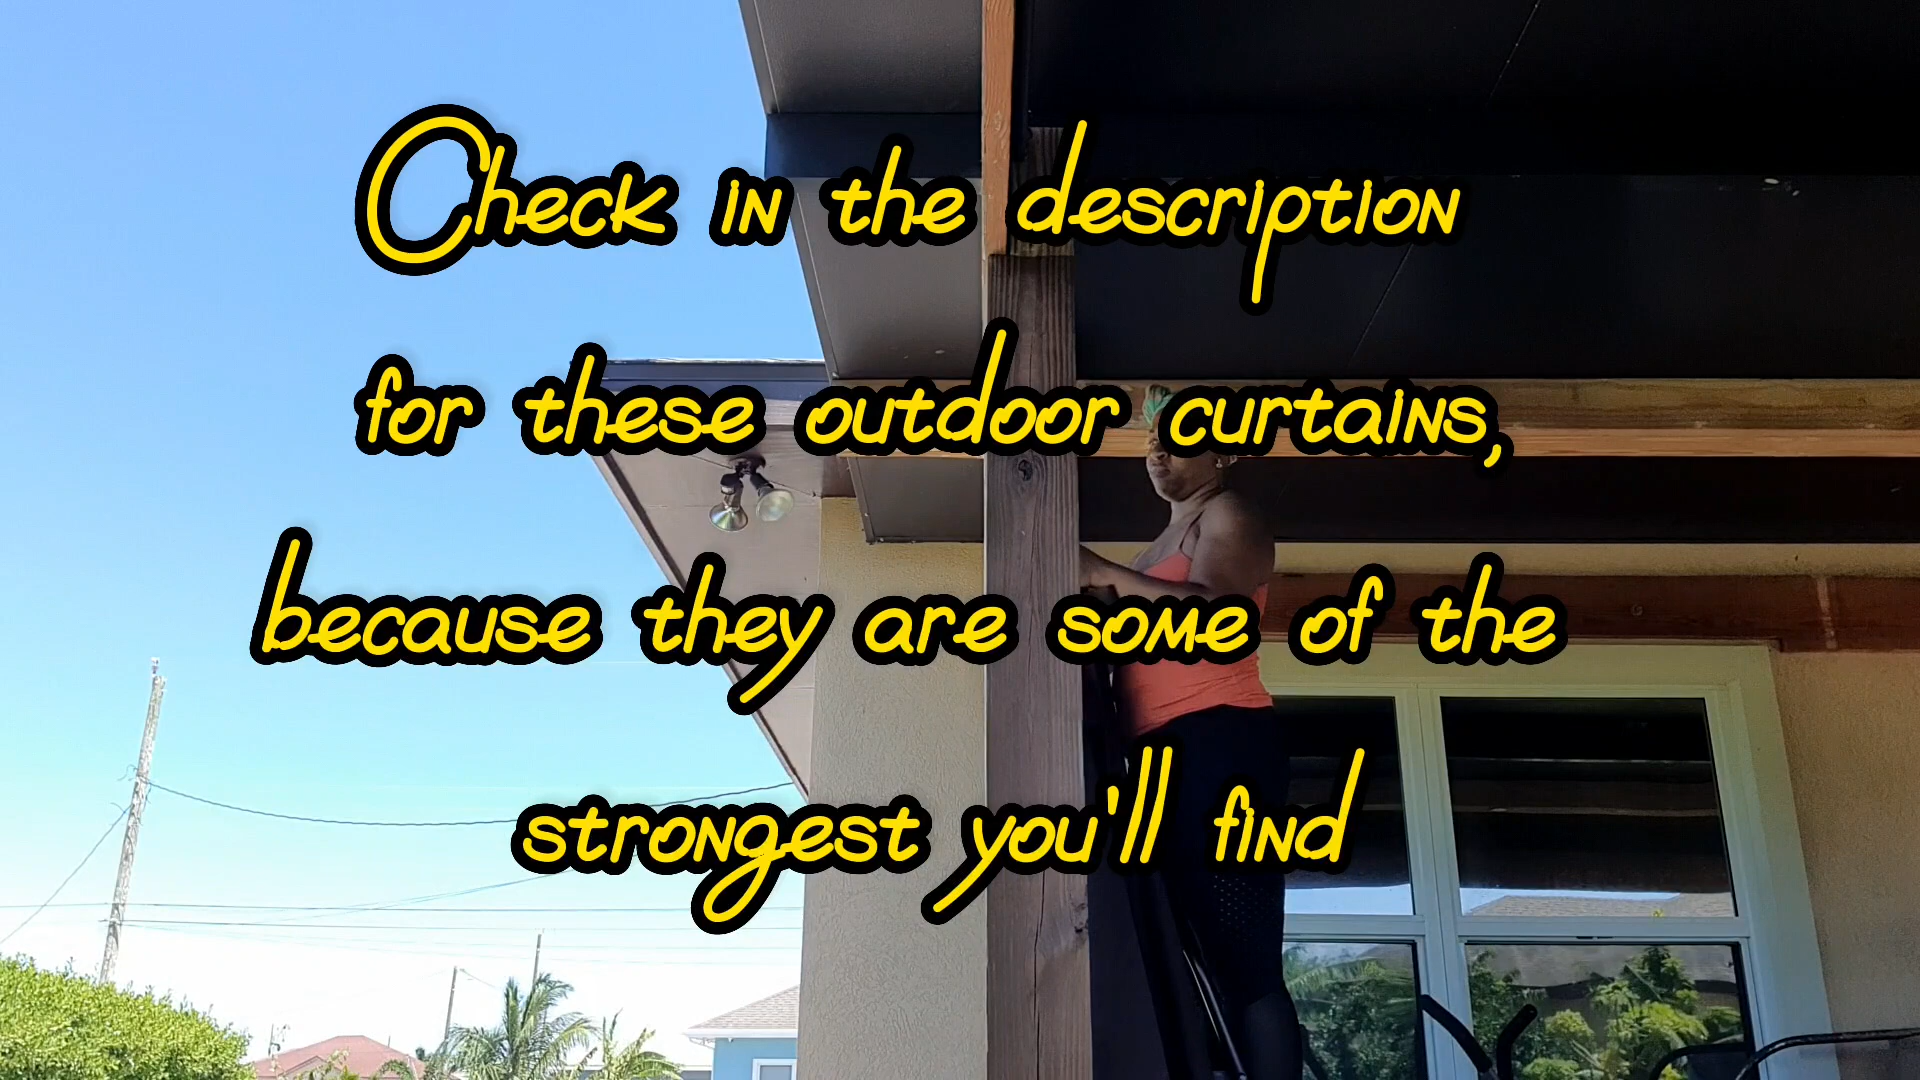 Check in the description
for these outdoor curtains,
because they are some of the
strongest you'll find